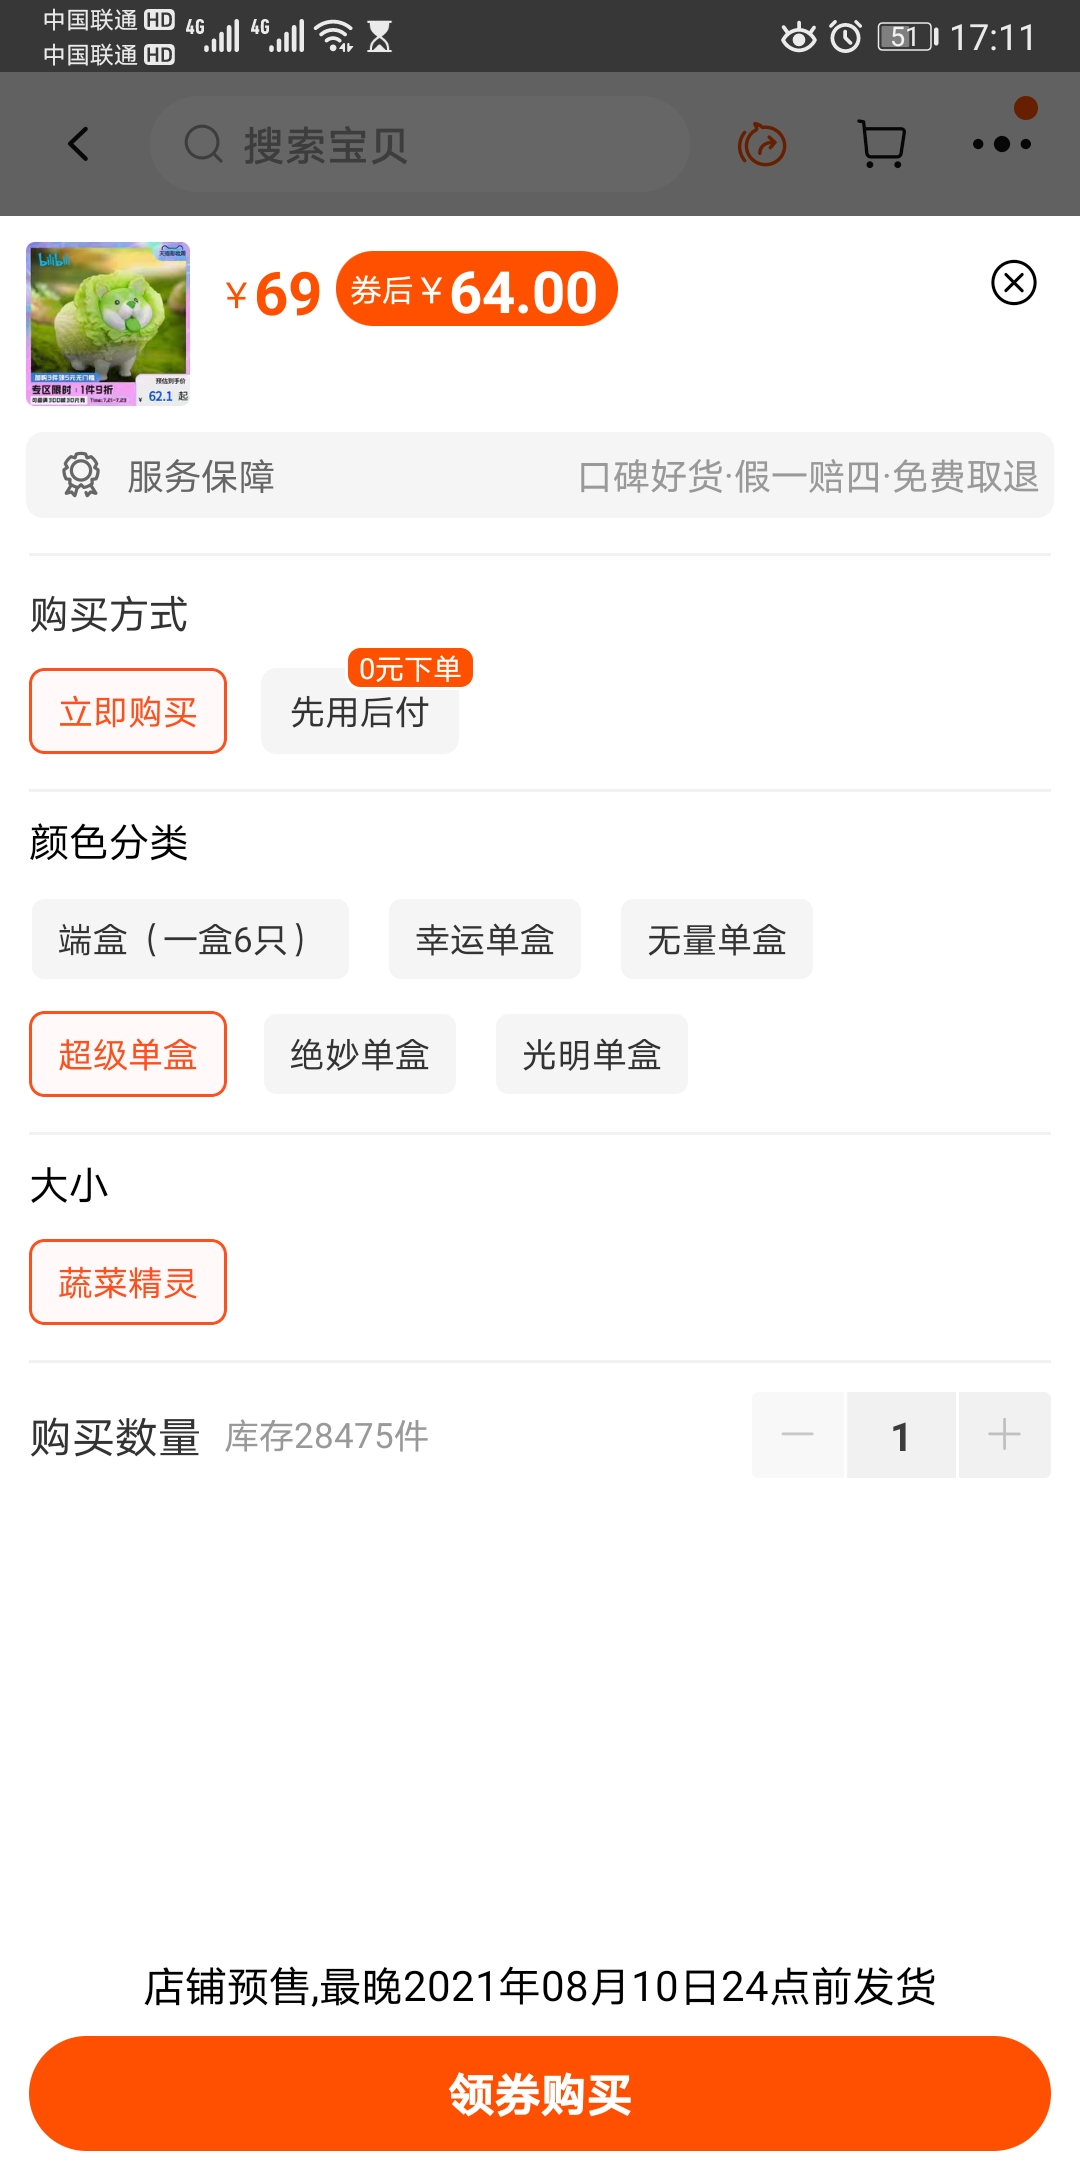 中国联通 HD 4G 4G 51 17:11
中国联通 HD
搜索宝贝
bilibili
专区限时:1件9折
预估到手价
¥ 62.1 起
¥69 券后¥64.00
服务保障 口碑好货·假一赔四·免费取退
购买方式
0元下单
立即购买 先用后付
颜色分类
端盒（一盒6只） 幸运单盒 无量单盒
超级单盒 绝妙单盒 光明单盒
大小
蔬菜精灵
购买数量 库存28475件 1
店铺预售,最晚2021年08月10日24点前发货
领券购买